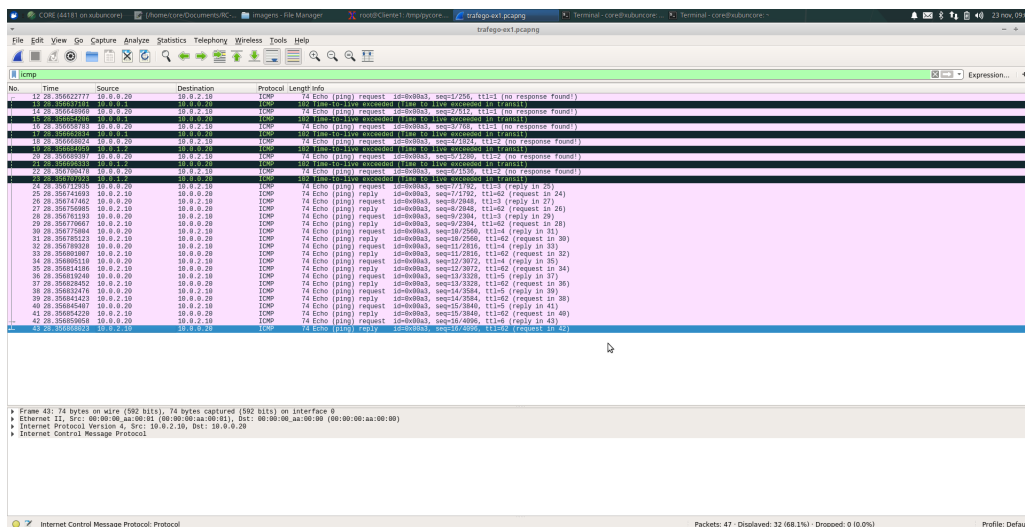 CORE (44181 on xubuncore) [/home/core/Documents/RC-... imagens - File Manager root@Cliente1: /tmp/pycore... trafego-ex1.pcapng Terminal - core@xubuncore: ... Terminal - core@xubuncore:~ 23 nov, 09:
trafego-ex1.pcapng
File Edit View Go Capture Analyze Statistics Telephony Wireless Tools Help
icmp Expression... +
No. Time Source Destination Protocol Length Info
12 28.356622777 10.0.0.20 10.0.2.10 ICMP 74 Echo (ping) request id=0x00a3, seq=1/256, ttl=1 (no response found!)
13 28.356637101 10.0.0.1 10.0.0.20 ICMP 102 Time-to-live exceeded (Time to live exceeded in transit)
14 28.356649960 10.0.0.20 10.0.2.10 ICMP 74 Echo (ping) request id=0x00a3, seq=2/512, ttl=1 (no response found!)
15 28.356654206 10.0.0.1 10.0.0.20 ICMP 102 Time-to-live exceeded (Time to live exceeded in transit)
16 28.356658783 10.0.0.20 10.0.2.10 ICMP 74 Echo (ping) request id=0x00a3, seq=3/768, ttl=1 (no response found!)
17 28.356662834 10.0.0.1 10.0.0.20 ICMP 102 Time-to-live exceeded (Time to live exceeded in transit)
18 28.356668024 10.0.0.20 10.0.2.10 ICMP 74 Echo (ping) request id=0x00a3, seq=4/1024, ttl=2 (no response found!)
19 28.356684959 10.0.1.2 10.0.0.20 ICMP 102 Time-to-live exceeded (Time to live exceeded in transit)
20 28.356689397 10.0.0.20 10.0.2.10 ICMP 74 Echo (ping) request id=0x00a3, seq=5/1280, ttl=2 (no response found!)
21 28.356695333 10.0.1.2 10.0.0.20 ICMP 102 Time-to-live exceeded (Time to live exceeded in transit)
22 28.356700478 10.0.0.20 10.0.2.10 ICMP 74 Echo (ping) request id=0x00a3, seq=6/1536, ttl=2 (no response found!)
23 28.356707923 10.0.1.2 10.0.0.20 ICMP 102 Time-to-live exceeded (Time to live exceeded in transit)
24 28.356712935 10.0.0.20 10.0.2.10 ICMP 74 Echo (ping) request id=0x00a3, seq=7/1792, ttl=3 (reply in 25)
25 28.356741693 10.0.2.10 10.0.0.20 ICMP 74 Echo (ping) reply id=0x00a3, seq=7/1792, ttl=62 (request in 24)
26 28.356747462 10.0.0.20 10.0.2.10 ICMP 74 Echo (ping) request id=0x00a3, seq=8/2048, ttl=3 (reply in 27)
27 28.356756985 10.0.2.10 10.0.0.20 ICMP 74 Echo (ping) reply id=0x00a3, seq=8/2048, ttl=62 (request in 26)
28 28.356761193 10.0.0.20 10.0.2.10 ICMP 74 Echo (ping) request id=0x00a3, seq=9/2304, ttl=3 (reply in 29)
29 28.356770667 10.0.2.10 10.0.0.20 ICMP 74 Echo (ping) reply id=0x00a3, seq=9/2304, ttl=62 (request in 28)
30 28.356775804 10.0.0.20 10.0.2.10 ICMP 74 Echo (ping) request id=0x00a3, seq=10/2560, ttl=4 (reply in 31)
31 28.356785123 10.0.2.10 10.0.0.20 ICMP 74 Echo (ping) reply id=0x00a3, seq=10/2560, ttl=62 (request in 30)
32 28.356789328 10.0.0.20 10.0.2.10 ICMP 74 Echo (ping) request id=0x00a3, seq=11/2816, ttl=4 (reply in 33)
33 28.356801007 10.0.2.10 10.0.0.20 ICMP 74 Echo (ping) reply id=0x00a3, seq=11/2816, ttl=62 (request in 32)
34 28.356805110 10.0.0.20 10.0.2.10 ICMP 74 Echo (ping) request id=0x00a3, seq=12/3072, ttl=4 (reply in 35)
35 28.356814186 10.0.2.10 10.0.0.20 ICMP 74 Echo (ping) reply id=0x00a3, seq=12/3072, ttl=62 (request in 34)
36 28.356819240 10.0.0.20 10.0.2.10 ICMP 74 Echo (ping) request id=0x00a3, seq=13/3328, ttl=5 (reply in 37)
37 28.356828452 10.0.2.10 10.0.0.20 ICMP 74 Echo (ping) reply id=0x00a3, seq=13/3328, ttl=62 (request in 36)
38 28.356832476 10.0.0.20 10.0.2.10 ICMP 74 Echo (ping) request id=0x00a3, seq=14/3584, ttl=5 (reply in 39)
39 28.356841423 10.0.2.10 10.0.0.20 ICMP 74 Echo (ping) reply id=0x00a3, seq=14/3584, ttl=62 (request in 38)
40 28.356845407 10.0.0.20 10.0.2.10 ICMP 74 Echo (ping) request id=0x00a3, seq=15/3840, ttl=5 (reply in 41)
41 28.356854220 10.0.2.10 10.0.0.20 ICMP 74 Echo (ping) reply id=0x00a3, seq=15/3840, ttl=62 (request in 40)
42 28.356859058 10.0.0.20 10.0.2.10 ICMP 74 Echo (ping) request id=0x00a3, seq=16/4096, ttl=6 (reply in 43)
43 28.356868023 10.0.2.10 10.0.0.20 ICMP 74 Echo (ping) reply id=0x00a3, seq=16/4096, ttl=62 (request in 42)
Frame 43: 74 bytes on wire (592 bits), 74 bytes captured (592 bits) on interface 0
Ethernet II, Src: 00:00:00_aa:00:01 (00:00:00:aa:00:01), Dst: 00:00:00_aa:00:00 (00:00:00:aa:00:00)
Internet Protocol Version 4, Src: 10.0.2.10, Dst: 10.0.0.20
Internet Control Message Protocol
Internet Control Message Protocol: Protocol Packets: 47 · Displayed: 32 (68.1%) · Dropped: 0 (0.0%) Profile: Defau